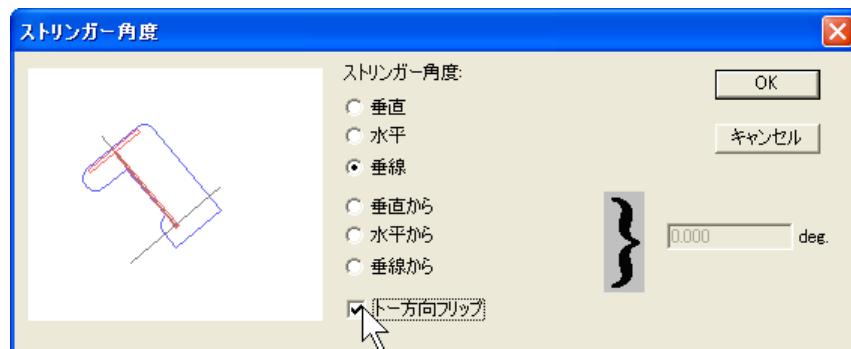 ストリンガー角度
ストリンガー角度:
垂直
水平
垂線
垂直から
水平から
垂線から
トー方向フリップ
OK
キャンセル
}
0.000 deg.